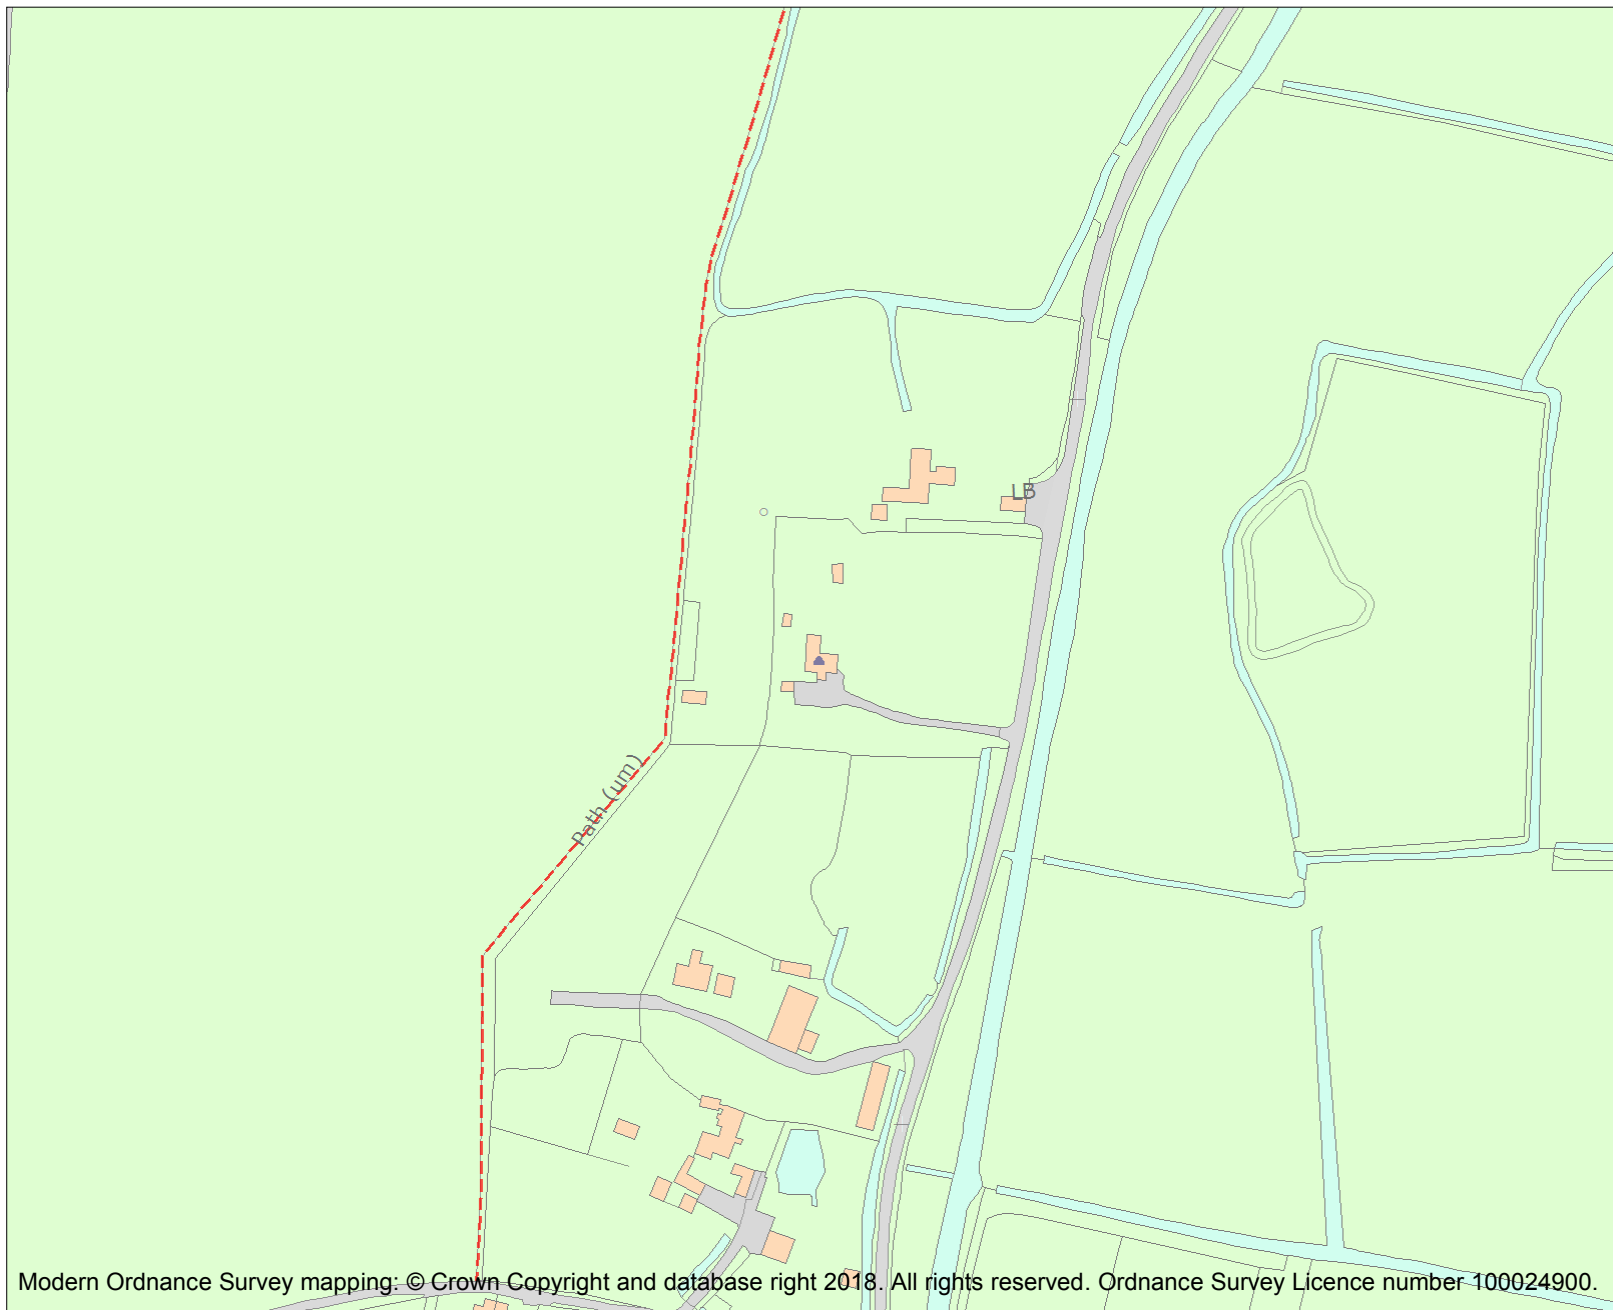 LB
Path (um)
Modern Ordnance Survey mapping: © Crown Copyright and database right 2018. All rights reserved. Ordnance Survey Licence number 100024900.